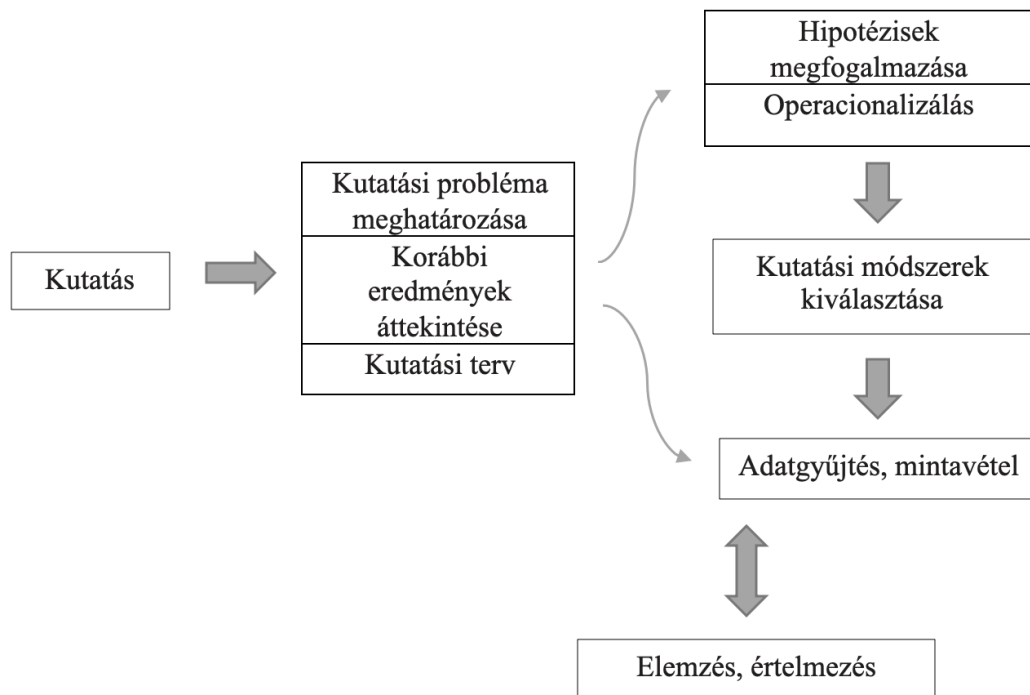 Kutatás
Kutatási probléma
meghatározása
Korábbi
eredmények
áttekintése
Kutatási terv
Hipotézisek
megfogalmazása
Operacionalizálás
Kutatási módszerek
kiválasztása
Adatgyűjtés, mintavétel
Elemzés, értelmezés